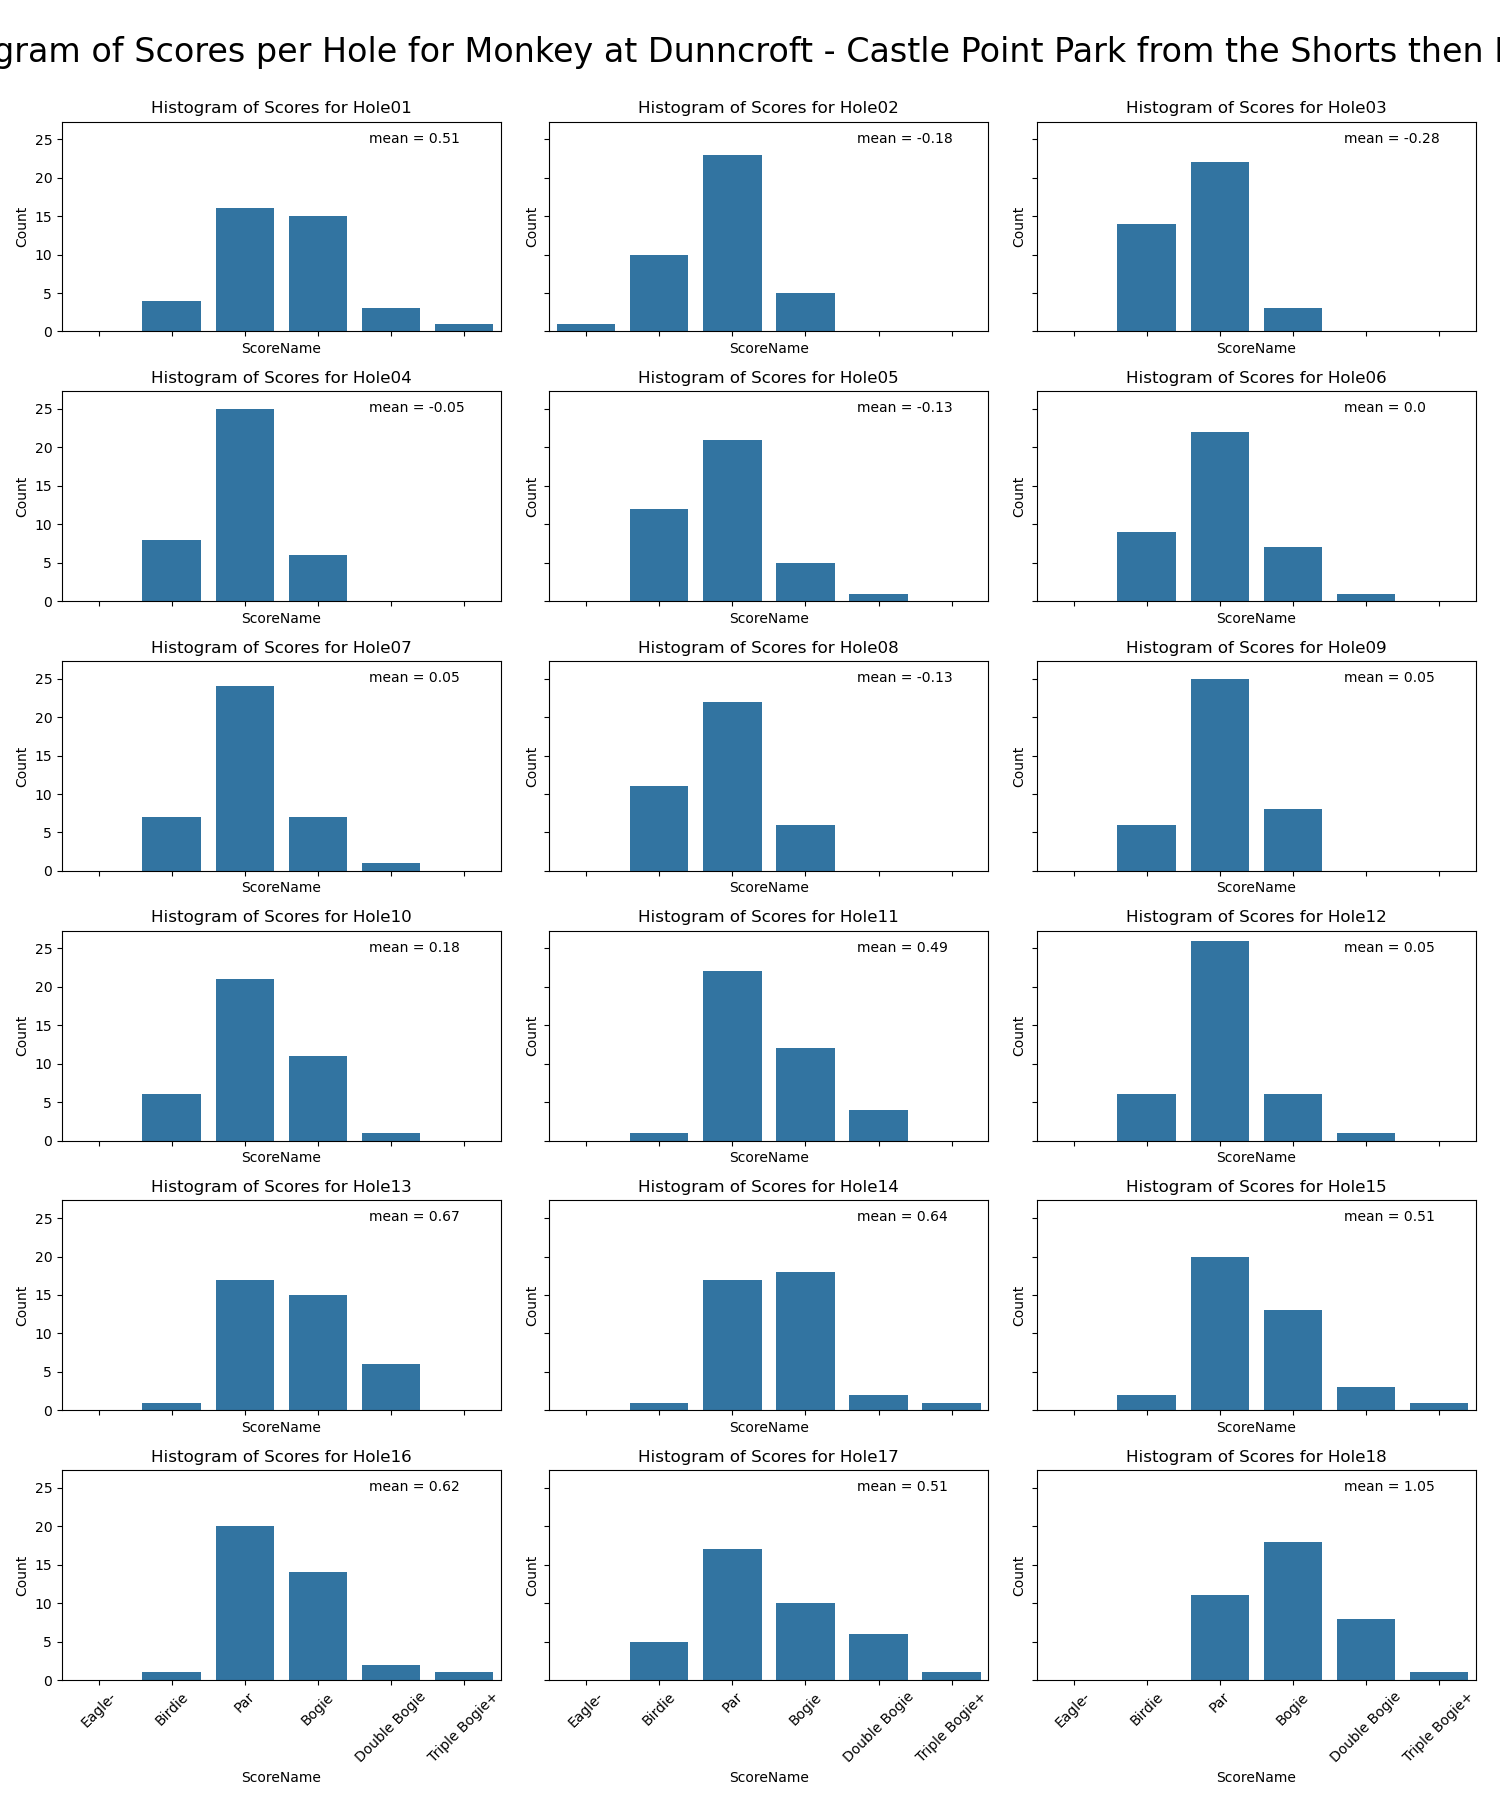 gram of Scores per Hole for Monkey at Dunncroft - Castle Point Park from the Shorts then
Histogram of Scores for Hole01
mean = 0.51
25
20
15
10
5
0
Count
ScoreName
Histogram of Scores for Hole02
mean = -0.18
Count
ScoreName
Histogram of Scores for Hole03
mean = -0.28
Count
ScoreName
Histogram of Scores for Hole04
mean = -0.05
25
20
15
10
5
0
Count
ScoreName
Histogram of Scores for Hole05
mean = -0.13
Count
ScoreName
Histogram of Scores for Hole06
mean = 0.0
Count
ScoreName
Histogram of Scores for Hole07
mean = 0.05
25
20
15
10
5
0
Count
ScoreName
Histogram of Scores for Hole08
mean = -0.13
Count
ScoreName
Histogram of Scores for Hole09
mean = 0.05
Count
ScoreName
Histogram of Scores for Hole10
mean = 0.18
25
20
15
10
5
0
Count
ScoreName
Histogram of Scores for Hole11
mean = 0.49
Count
ScoreName
Histogram of Scores for Hole12
mean = 0.05
Count
ScoreName
Histogram of Scores for Hole13
mean = 0.67
25
20
15
10
5
0
Count
ScoreName
Histogram of Scores for Hole14
mean = 0.64
Count
ScoreName
Histogram of Scores for Hole15
mean = 0.51
Count
ScoreName
Histogram of Scores for Hole16
mean = 0.62
25
20
15
10
5
0
Count
Eagle-
Birdie
Par
Bogie
Double Bogie
Triple Bogie+
ScoreName
Histogram of Scores for Hole17
mean = 0.51
Count
Eagle-
Birdie
Par
Bogie
Double Bogie
Triple Bogie+
ScoreName
Histogram of Scores for Hole18
mean = 1.05
Count
Eagle-
Birdie
Par
Bogie
Double Bogie
Triple Bogie+
ScoreName